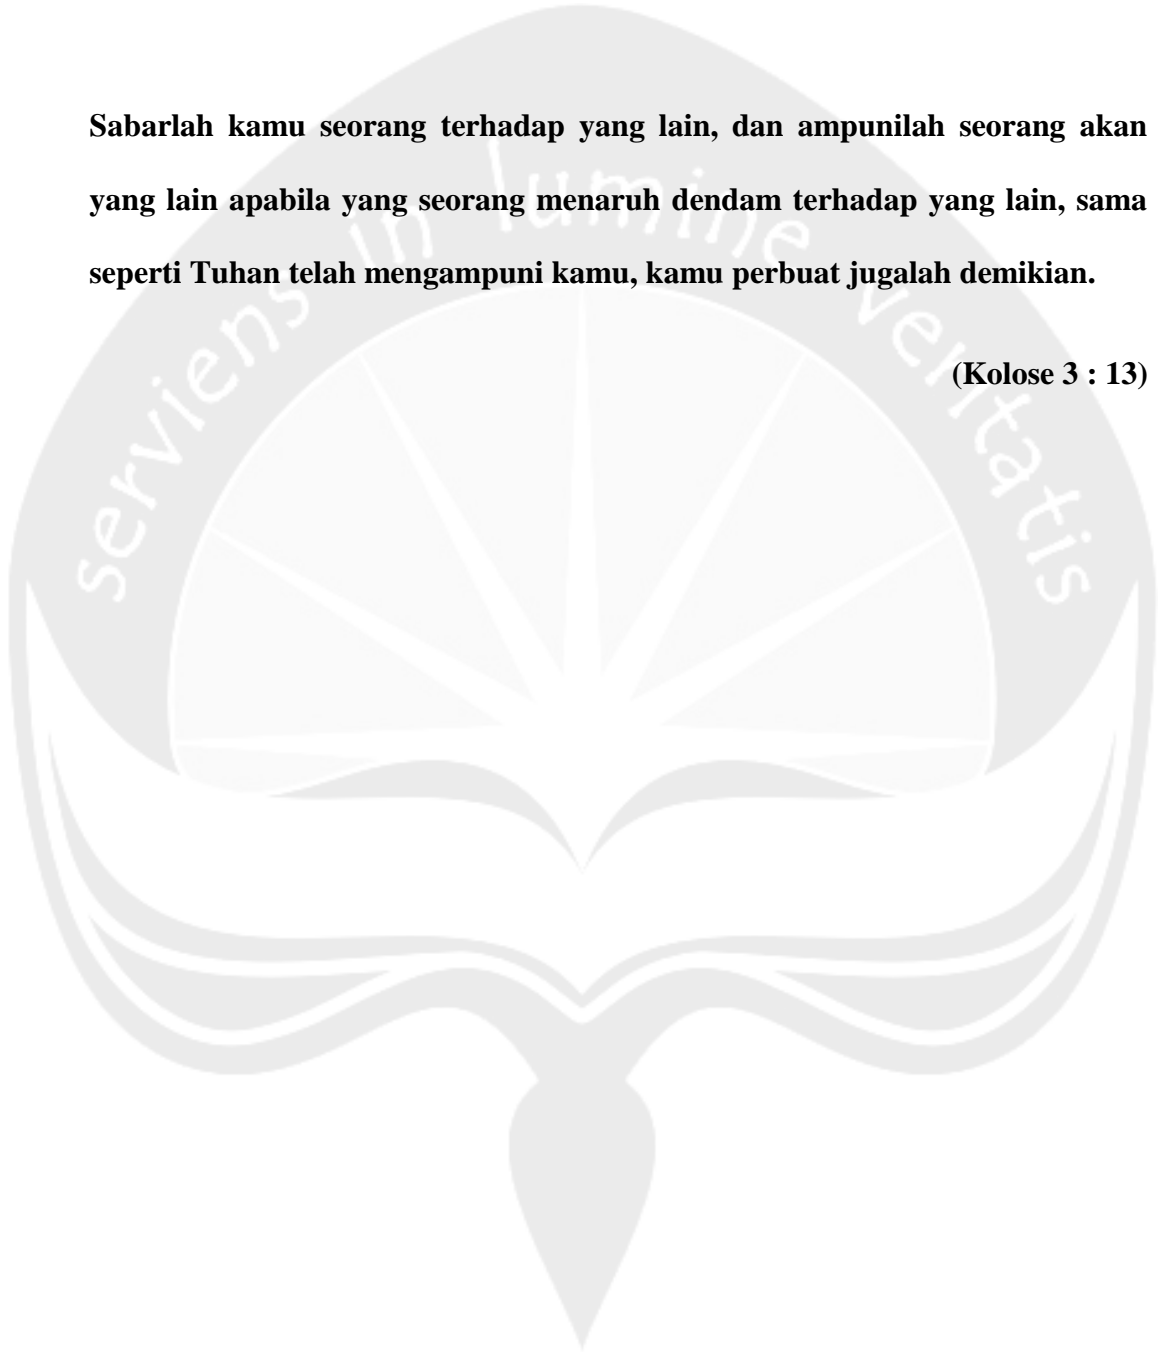 Sabarlah kamu seorang terhadap yang lain, dan ampunilah seorang akan
yang lain apabila yang seorang menaruh dendam terhadap yang lain, sama
seperti Tuhan telah mengampuni kamu, kamu perbuat jugalah demikian.
(Kolose 3 : 13)
serviens in lumine veritatis